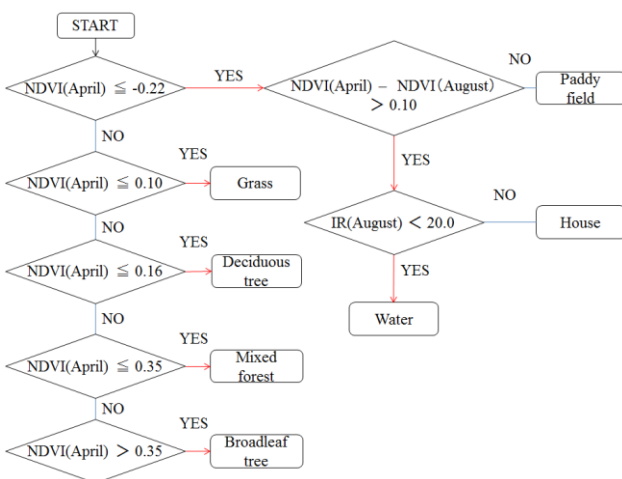 START
NDVI(April) ≦ -0.22
YES
NDVI(April) − NDVI(August)
> 0.10
NO
Paddy
field
NO
YES
NDVI(April) ≦ 0.10
YES
Grass
IR(August) < 20.0
NO
House
NO
YES
NDVI(April) ≦ 0.16
YES
Deciduous
tree
Water
NO
NDVI(April) ≦ 0.35
YES
Mixed
forest
NO
NDVI(April) > 0.35
YES
Broadleaf
tree